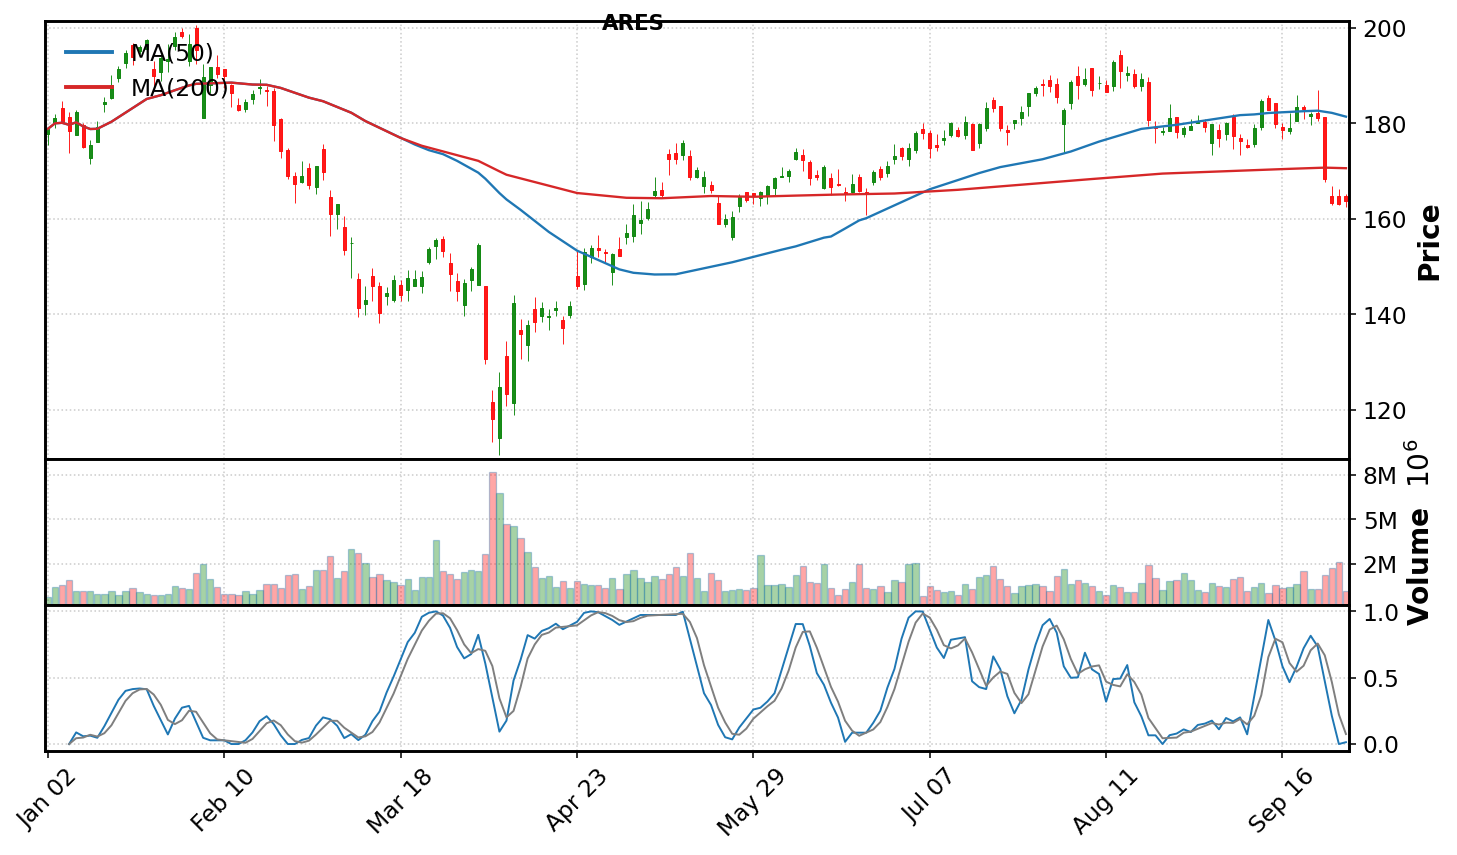 ARES
MA(50)
MA(200)
200
180
160
140
120
Price
8M
5M
2M
Volume 10^6
1.0
0.5
0.0
Jan 02
Feb 10
Mar 18
Apr 23
May 29
Jul 07
Aug 11
Sep 16